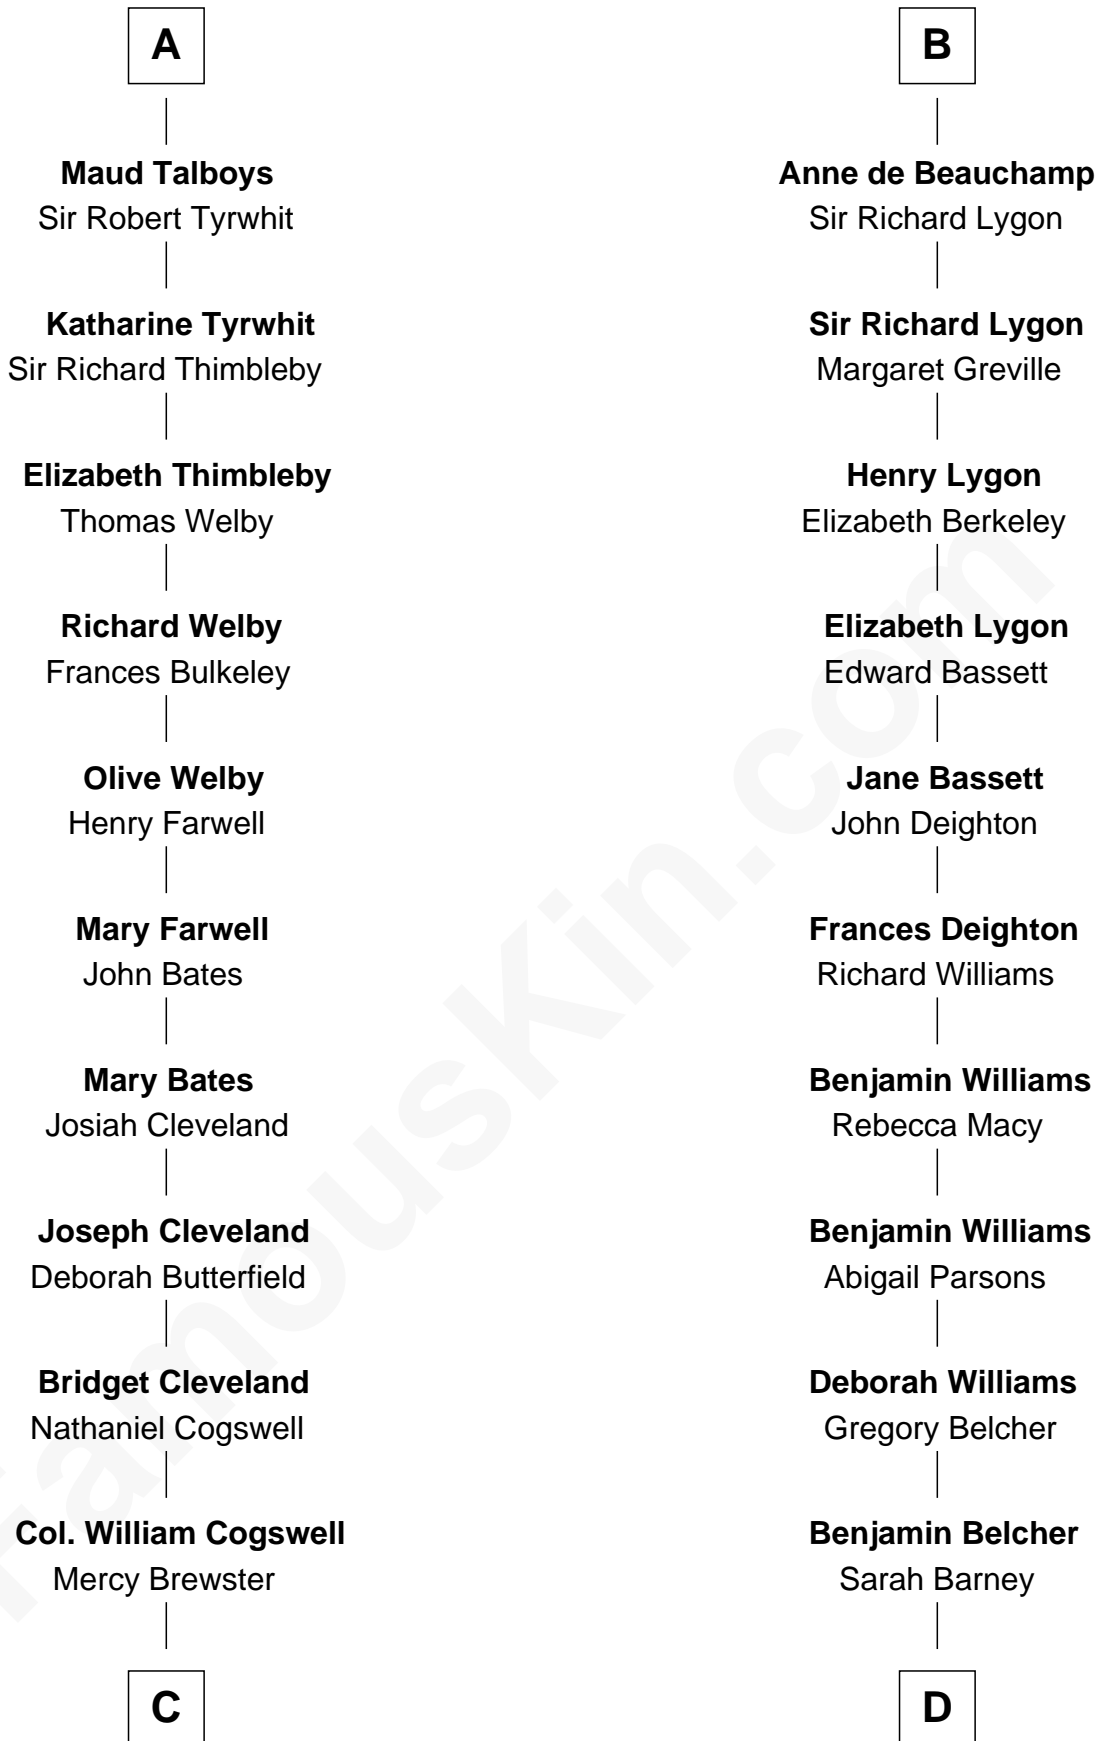 A
Maud Talboys
Sir Robert Tyrwhit
Katharine Tyrwhit
Sir Richard Thimbleby
Elizabeth Thimbleby
Thomas Welby
Richard Welby
Frances Bulkeley
Olive Welby
Henry Farwell
Mary Farwell
John Bates
Mary Bates
Josiah Cleveland
Joseph Cleveland
Deborah Butterfield
Bridget Cleveland
Nathaniel Cogswell
Col. William Cogswell
Mercy Brewster
C
B
Anne de Beauchamp
Sir Richard Lygon
Sir Richard Lygon
Margaret Greville
Henry Lygon
Elizabeth Berkeley
Elizabeth Lygon
Edward Bassett
Jane Bassett
John Deighton
Frances Deighton
Richard Williams
Benjamin Williams
Rebecca Macy
Benjamin Williams
Abigail Parsons
Deborah Williams
Gregory Belcher
Benjamin Belcher
Sarah Barney
D
FamousKin.com